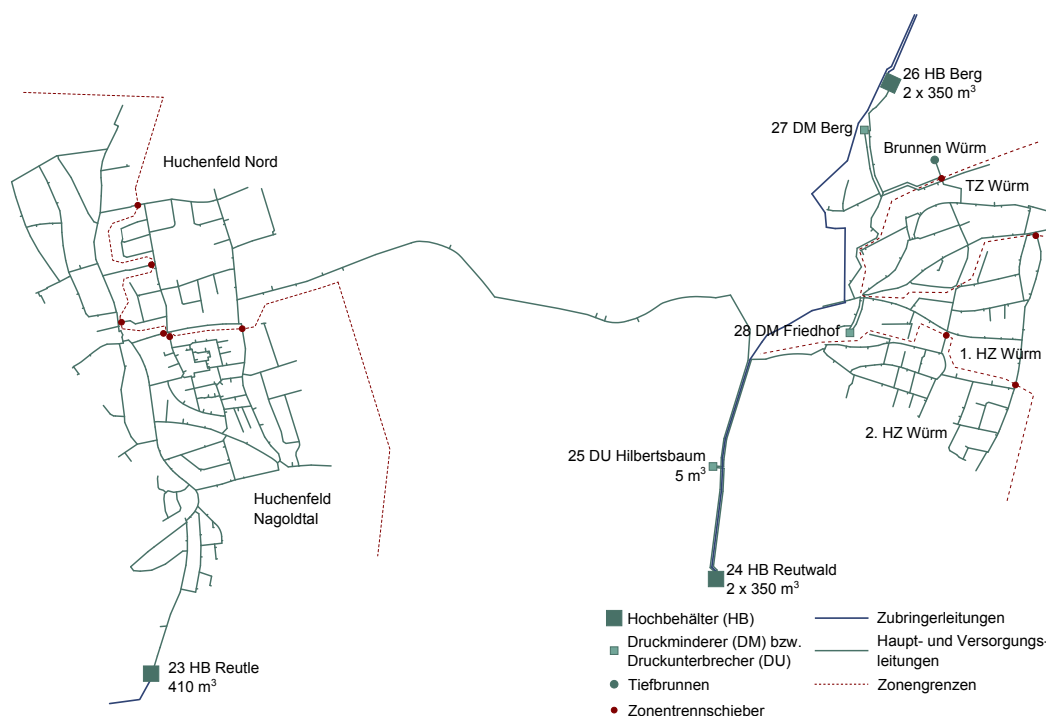 26 HB Berg
2 x 350 m³
27 DM Berg
Brunnen Würm
Huchenfeld Nord
TZ Würm
28 DM Friedhof
1. HZ Würm
2. HZ Würm
25 DU Hilbertsbaum
5 m³
Huchenfeld
Nagoldtal
24 HB Reutwald
2 x 350 m³
23 HB Reutle
410 m³
Hochbehälter (HB)
Druckminderer (DM) bzw.
Druckunterbrecher (DU)
Tiefbrunnen
Zonentrennschieber
Zubringerleitungen
Haupt- und Versorgungs-
leitungen
Zonengrenzen